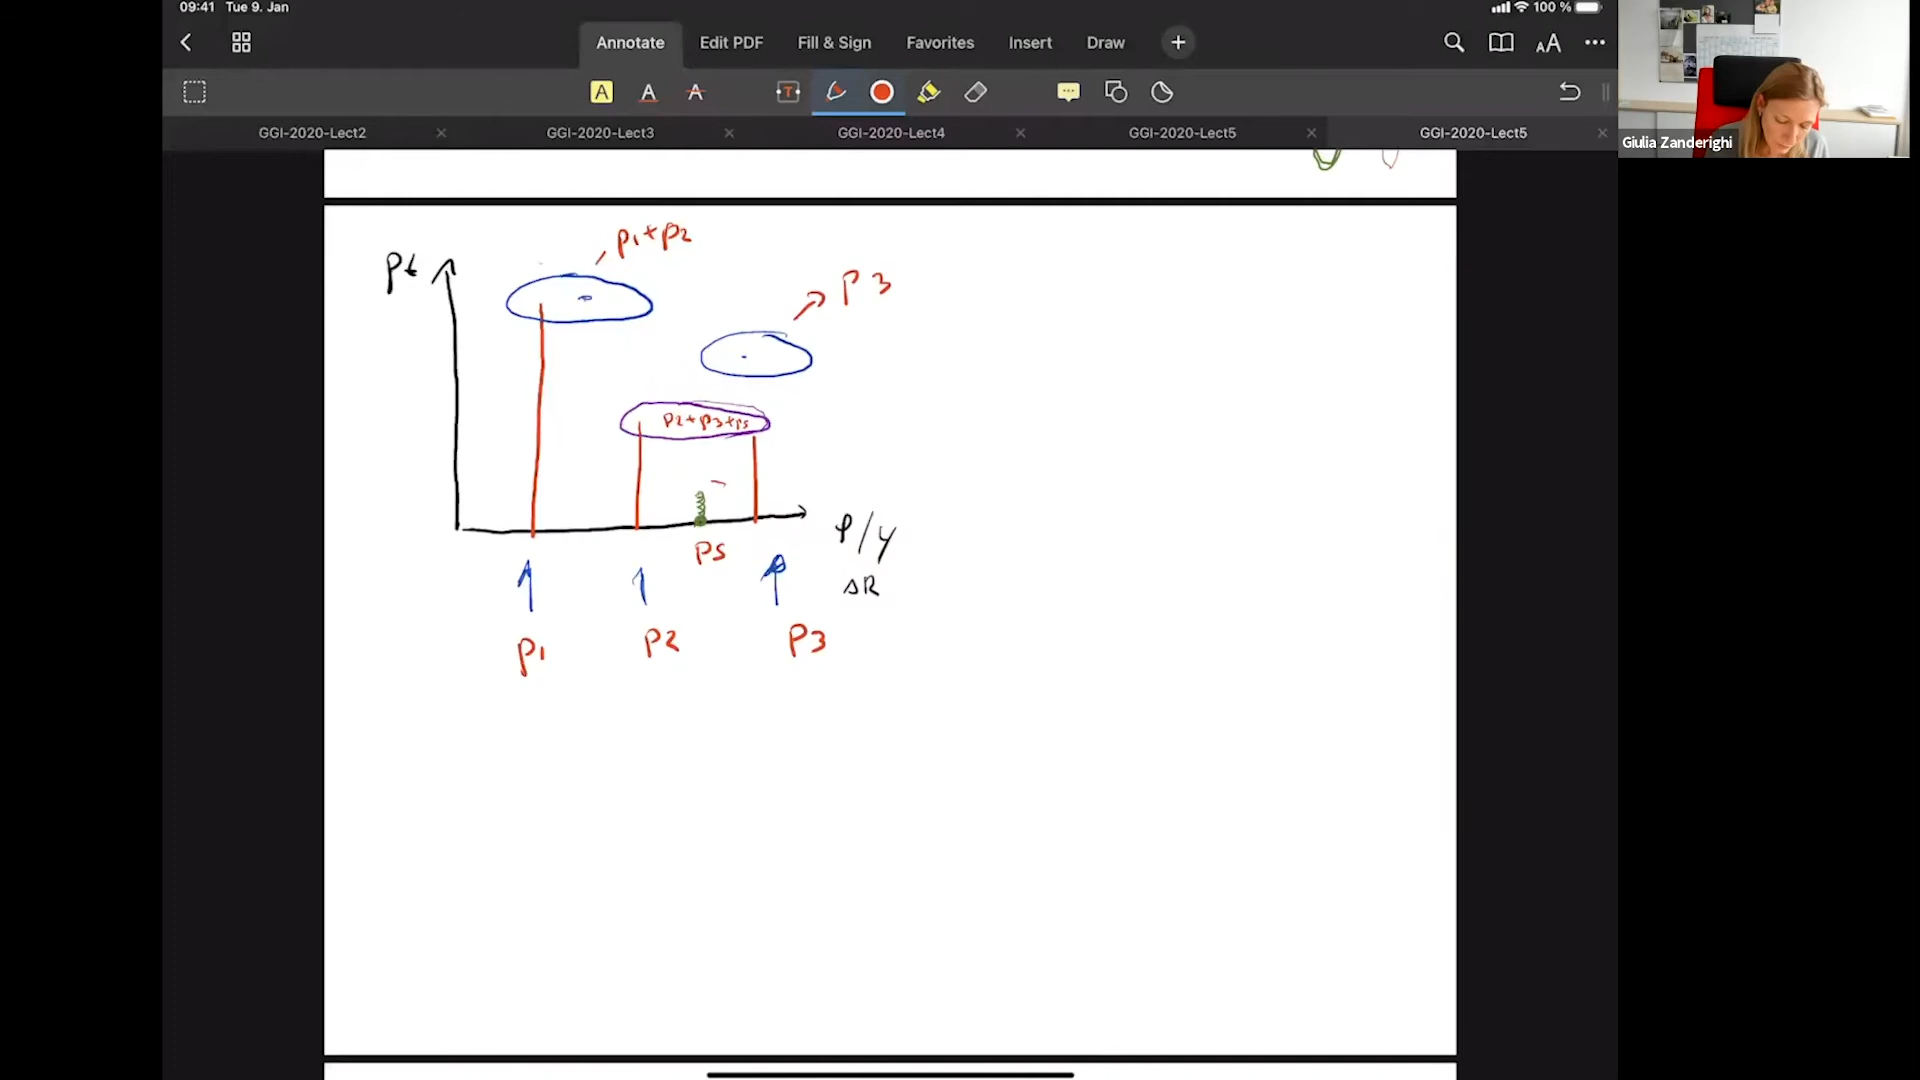 09:41 Tue 9. Jan
100 %
Annotate Edit PDF Fill & Sign Favorites Insert Draw
A A A T AA
GGI-2020-Lect2 GGI-2020-Lect3 GGI-2020-Lect4 GGI-2020-Lect5 GGI-2020-Lect5
Giulia Zanderighi
p1+p2
pt
p3
p2+p3+ps
φ/y
ps
ΔR
p1
p2
p3